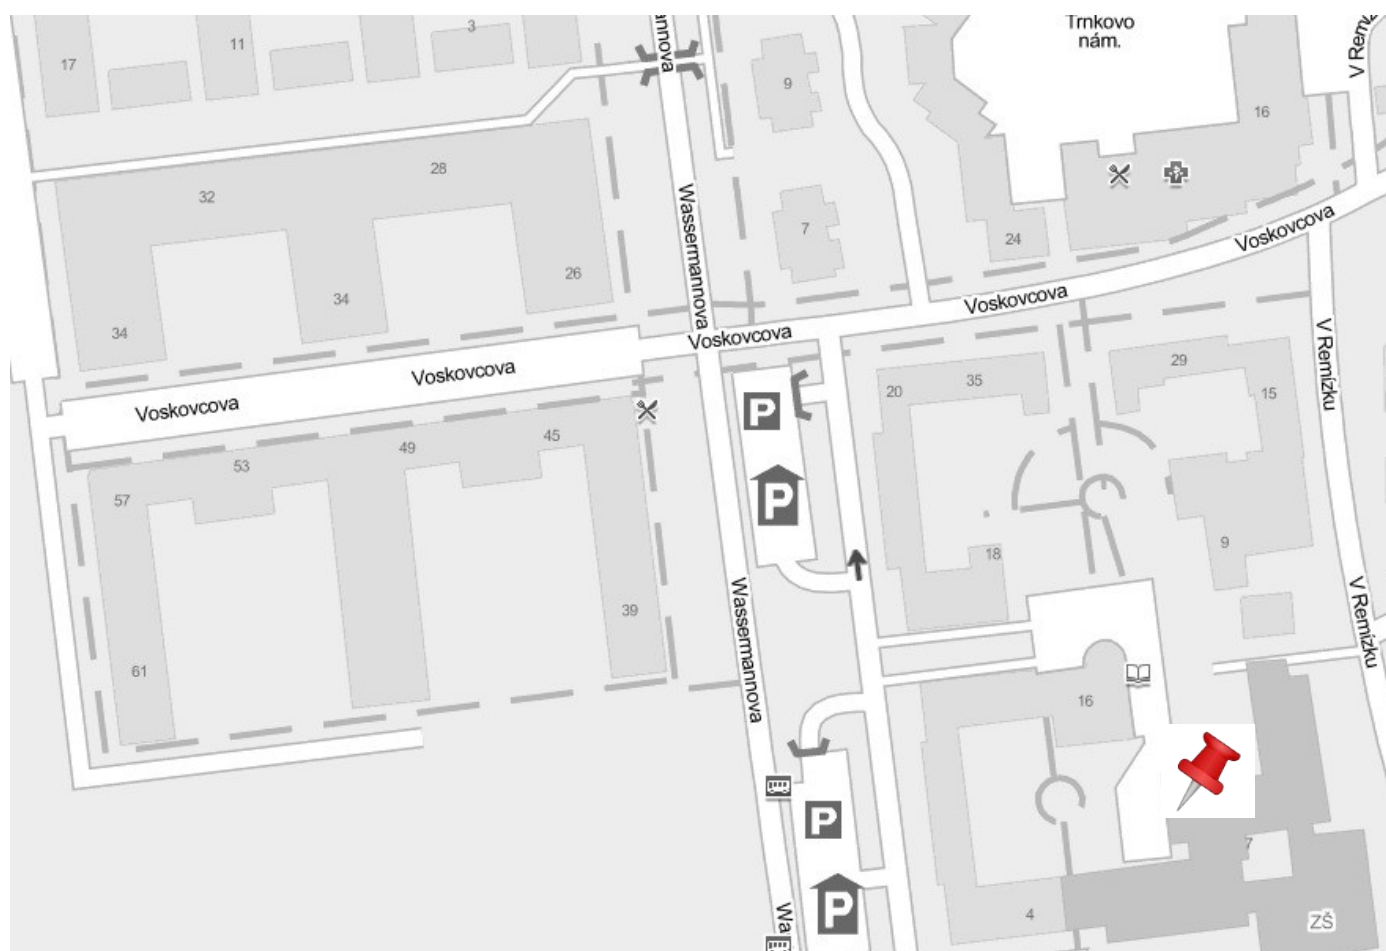 Trnkovo
nám.
Wassermannova
V Remízku
3
11
17
9
16
28
32
Wassermannova
7
24
Voskovcova
26
34
34
Voskovcova
Voskovcova
Voskovcova
Voskovcova
V Remízku
29
35
20
15
P
45
49
53
57
P
9
18
39
61
Wassermannova
V Remízku
16
P
7
P
4
ZŠ